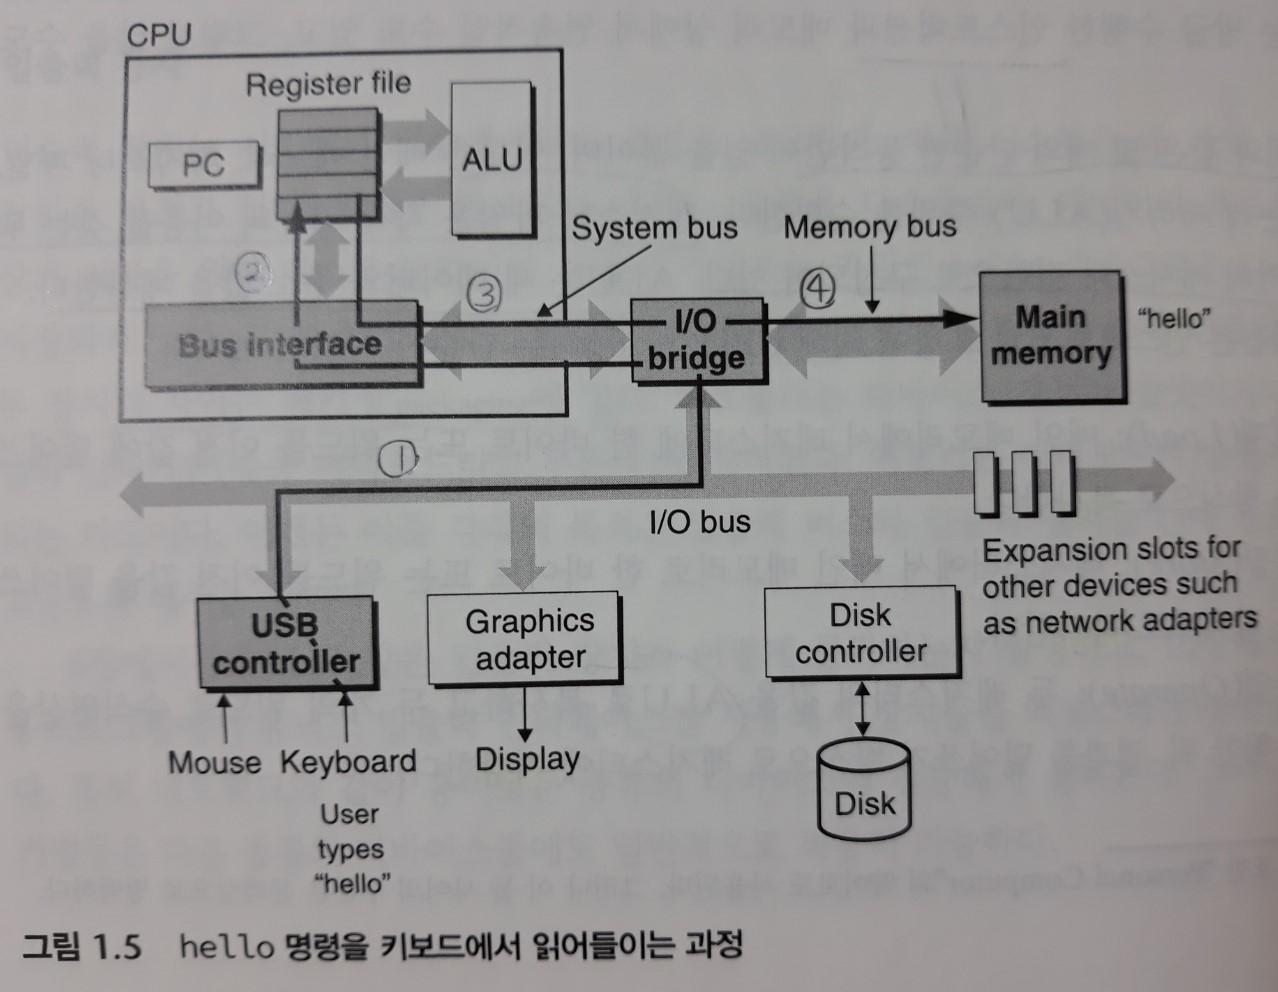 CPU
Register file
PC
ALU
System bus
Memory bus
②
③
④
Bus interface
I/O
bridge
Main
memory
“hello”
①
I/O bus
Expansion slots for
other devices such
as network adapters
USB
controller
Graphics
adapter
Disk
controller
Mouse
Keyboard
Display
Disk
User
types
“hello”
그림 1.5 hello 명령을 키보드에서 읽어들이는 과정